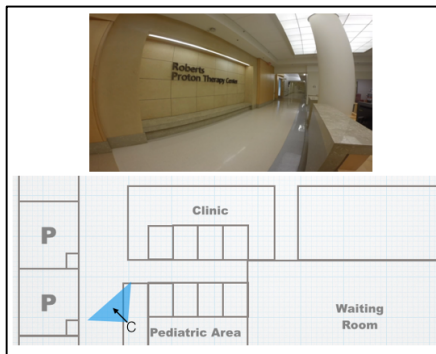 Roberts
Proton Therapy Center
Clinic
P
P
C
Waiting
Room
Pediatric Area